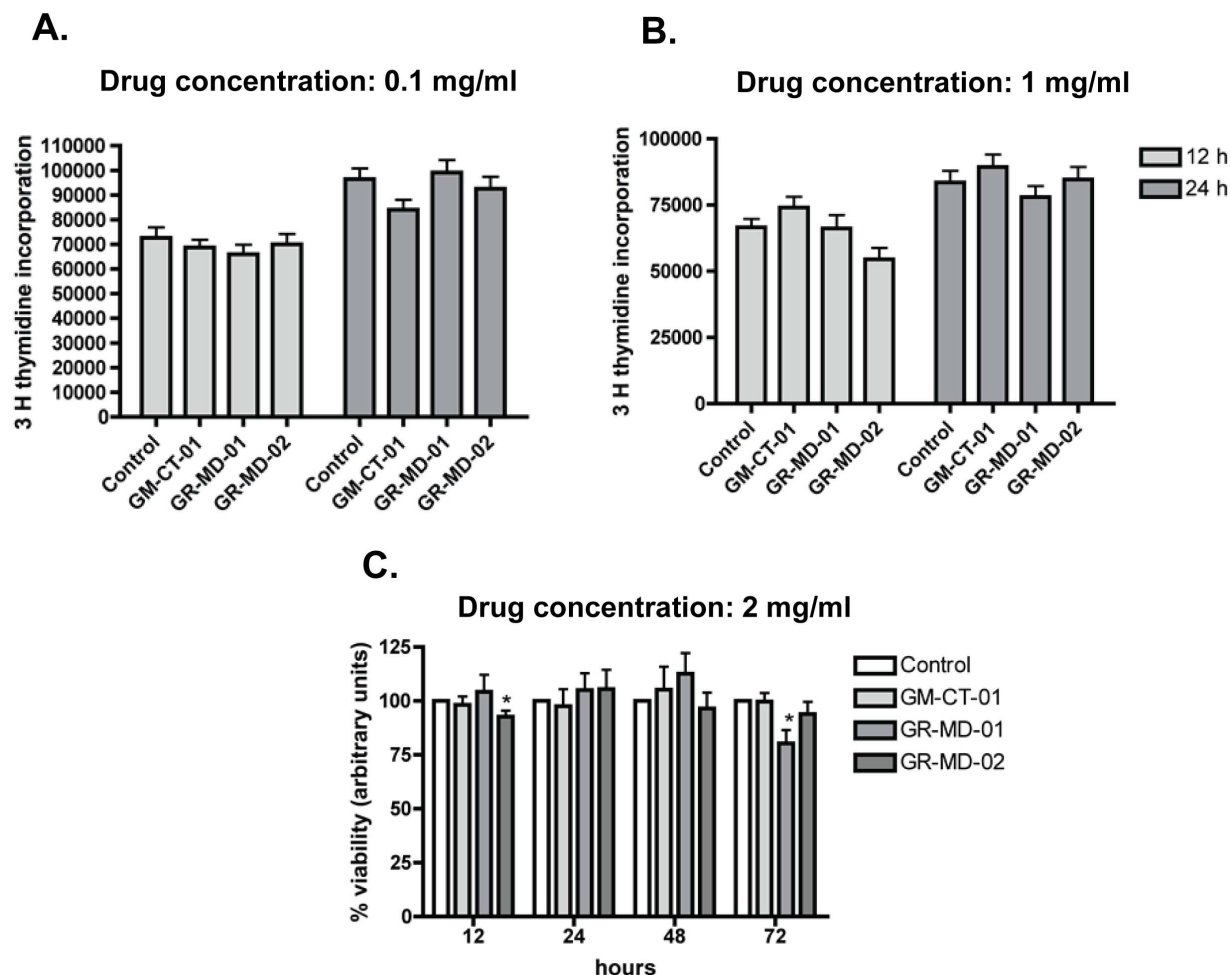 A.
Drug concentration: 0.1 mg/ml
3 H thymidine incorporation
110000
100000
90000
80000
70000
60000
50000
40000
30000
20000
10000
0
Control
GM-CT-01
GR-MD-01
GR-MD-02
Control
GM-CT-01
GR-MD-01
GR-MD-02
B.
Drug concentration: 1 mg/ml
3 H thymidine incorporation
100000
75000
50000
25000
0
Control
GM-CT-01
GR-MD-01
GR-MD-02
Control
GM-CT-01
GR-MD-01
GR-MD-02
12 h
24 h
C.
Drug concentration: 2 mg/ml
% viability (arbitrary units)
125
100
75
50
25
0
*
*
12 24 48 72
hours
Control
GM-CT-01
GR-MD-01
GR-MD-02